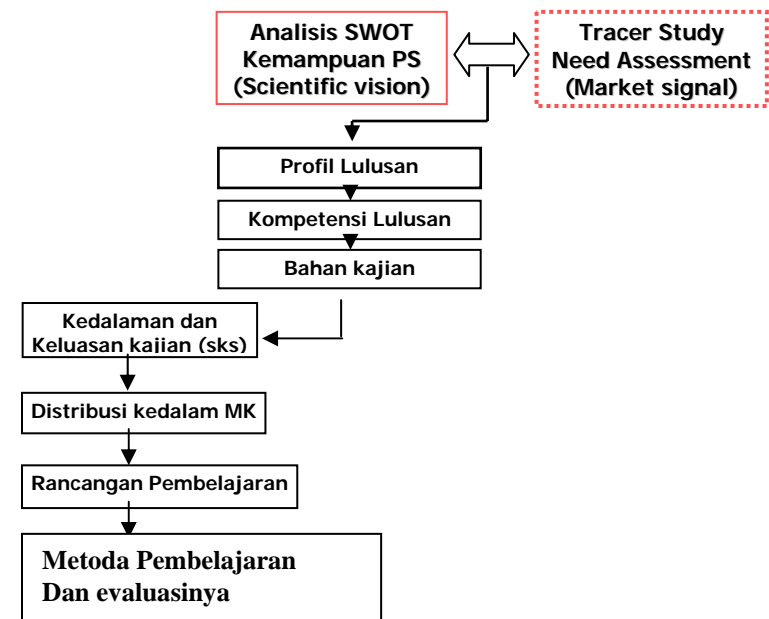 Analisis SWOT
Kemampuan PS
(Scientific vision)
Tracer Study
Need Assessment
(Market signal)
Profil Lulusan
Kompetensi Lulusan
Bahan kajian
Kedalaman dan
Keluasan kajian (sks)
Distribusi kedalam MK
Rancangan Pembelajaran
Metoda Pembelajaran
Dan evaluasinya